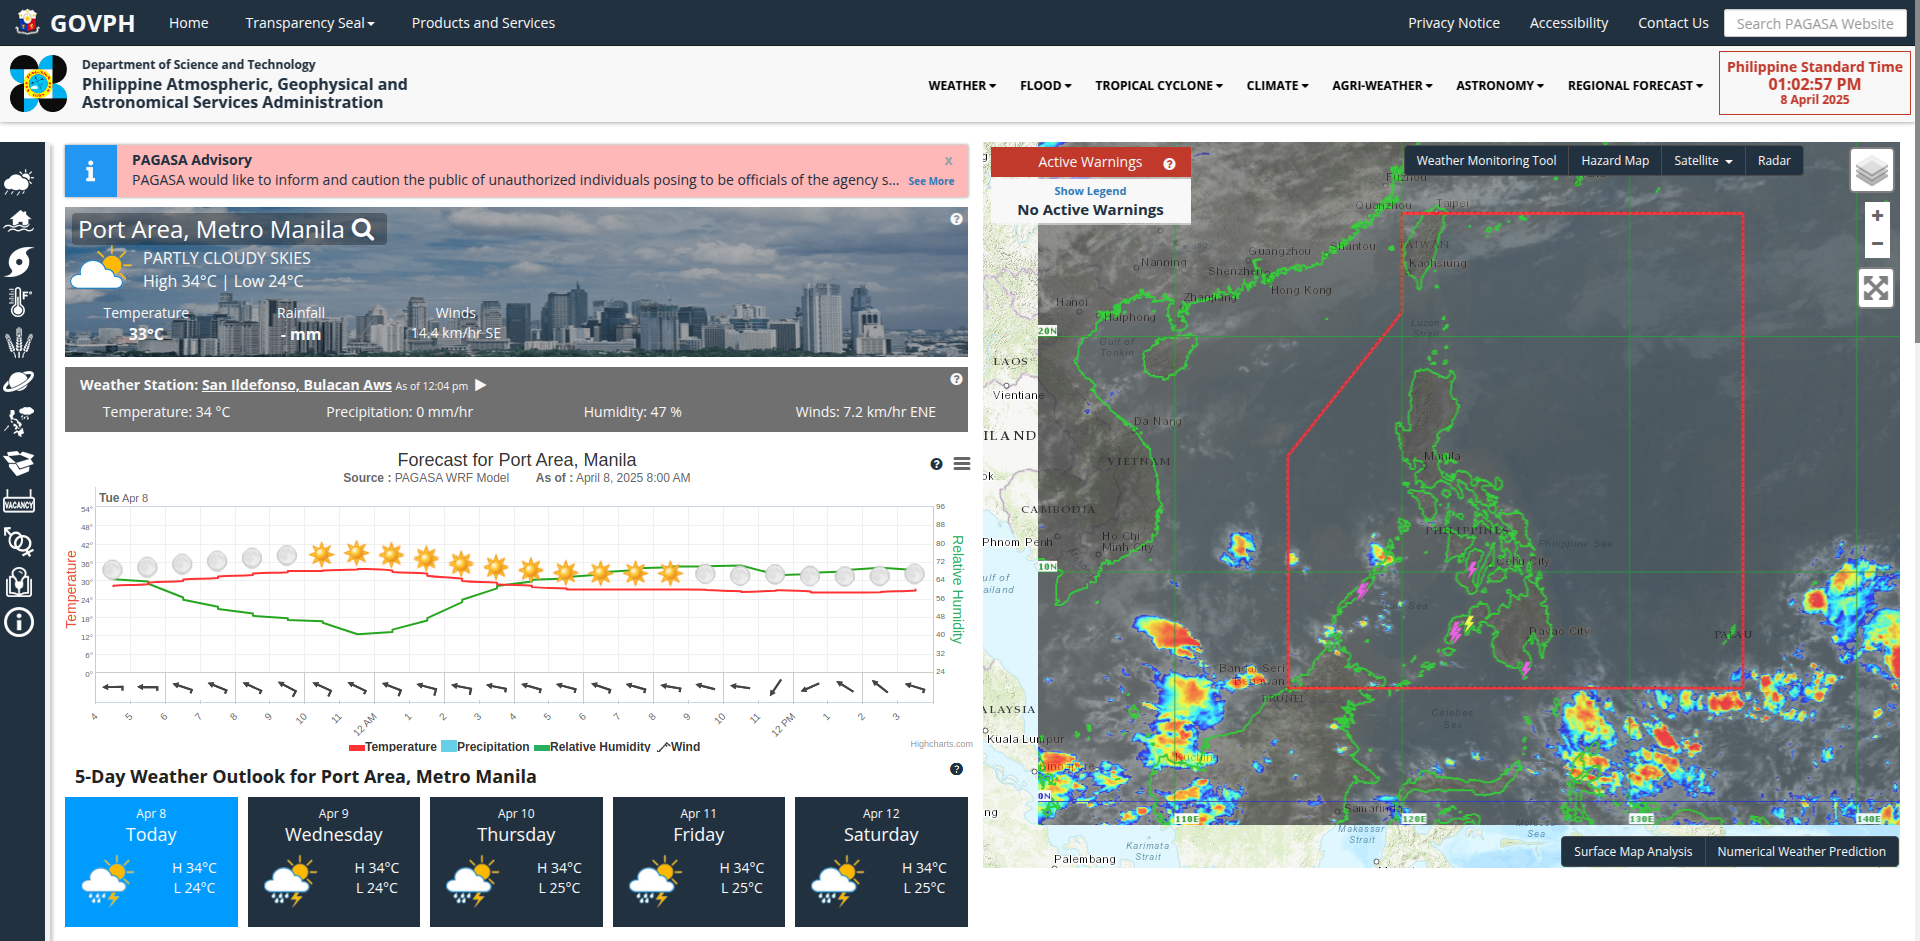 GOVPH
Home
Transparency Seal
Products and Services
Privacy Notice
Accessibility
Contact Us
Search PAGASA Website
Department of Science and Technology
Philippine Atmospheric, Geophysical and
Astronomical Services Administration
WEATHER
FLOOD
TROPICAL CYCLONE
CLIMATE
AGRI-WEATHER
ASTRONOMY
REGIONAL FORECAST
Philippine Standard Time
01:02:57 PM
8 April 2025
VACANCY
PAGASA Advisory
x
PAGASA would like to inform and caution the public of unauthorized individuals posing to be officials of the agency s...
See More
Port Area, Metro Manila
PARTLY CLOUDY SKIES
High 34°C | Low 24°C
Temperature
Rainfall
Winds
33°C
- mm
14.4 km/hr SE
Weather Station: San Ildefonso, Bulacan Aws As of 12:04 pm
Temperature: 34 °C
Precipitation: 0 mm/hr
Humidity: 47 %
Winds: 7.2 km/hr ENE
Forecast for Port Area, Manila
Source : PAGASA WRF Model
As of : April 8, 2025 8:00 AM
Tue Apr 8
Temperature
54°
48°
42°
36°
30°
24°
18°
12°
6°
0°
96
88
80
72
64
56
48
40
32
24
Relative Humidity
4 5 6 7 8 9 10 11 12 AM 1 2 3 4 5 6 7 8 9 10 11 12 PM 1 2 3
Temperature Precipitation Relative Humidity Wind
Highcharts.com
5-Day Weather Outlook for Port Area, Metro Manila
Apr 8
Today
H 34°C
L 24°C
Apr 9
Wednesday
H 34°C
L 24°C
Apr 10
Thursday
H 34°C
L 25°C
Apr 11
Friday
H 34°C
L 25°C
Apr 12
Saturday
H 34°C
L 25°C
Active Warnings
Show Legend
No Active Warnings
Weather Monitoring Tool
Hazard Map
Satellite
Radar
+
−
Fuzhou
Quanzhou
Taipei
TAIWAN
Kaohsiung
Shantou
Guangzhou
Shenzhen
Hong Kong
Nanning
Zhanjiang
Hanoi
Haiphong
Gulf of
Tonkin
Luzon
Strait
20N
LAOS
Vientiane
Da Nang
ILAND
VIETNAM
Manila
ok
CAMBODIA
Phnom Penh
Ho Chi
Minh City
PHILIPPINES
Philippine Sea
Cebu City
10N
ulf of
ailand
Davao City
PALAU
Bandar Seri
Begawan
BRUNEI
ALAYSIA
Celebes
Sea
Kuala Lumpur
Kuching
Singapore
0N
ng
Samarinda
110E
120E
130E
140E
Makassar
Strait
Karimata
Strait
Palembang
Sea
Surface Map Analysis
Numerical Weather Prediction